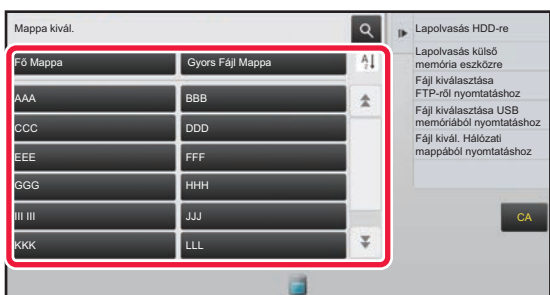 Mappa kivál.
Fő Mappa
Gyors Fájl Mappa
AAA
BBB
CCC
DDD
EEE
FFF
GGG
HHH
III III
JJJ
KKK
LLL
Lapolvasás HDD-re
Lapolvasás külső
memória eszközre
Fájl kiválasztása
FTP-ről nyomtatáshoz
Fájl kiválasztása USB
memóriából nyomtatáshoz
Fájl kivál. Hálózati
mappából nyomtatáshoz
CA